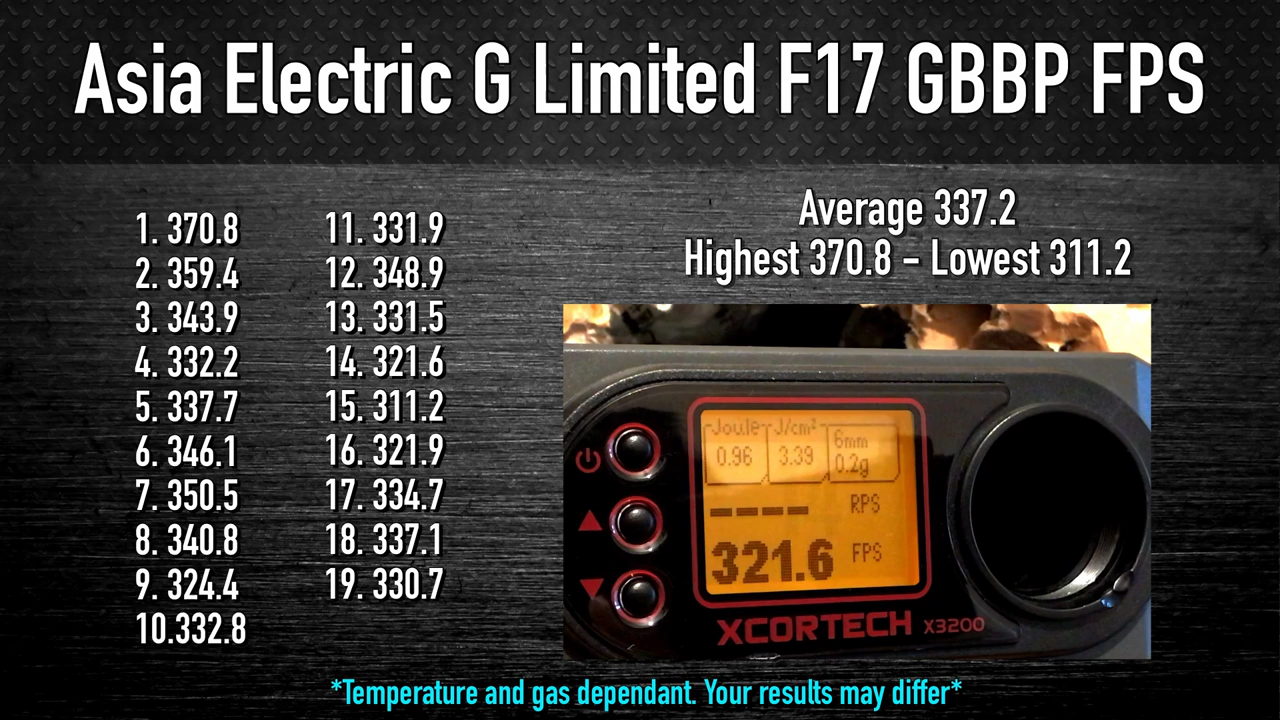 Asia Electric G Limited F17 GBBP FPS
1. 370.8
2. 359.4
3. 343.9
4. 332.2
5. 337.7
6. 346.1
7. 350.5
8. 340.8
9. 324.4
10.332.8
11. 331.9
12. 348.9
13. 331.5
14. 321.6
15. 311.2
16. 321.9
17. 334.7
18. 337.1
19. 330.7
Average 337.2
Highest 370.8 – Lowest 311.2
Joule J/cm² 6mm
0.96 3.39 0.2g
---- RPS
321.6 FPS
XCORTECH X3200
*Temperature and gas dependant. Your results may differ*